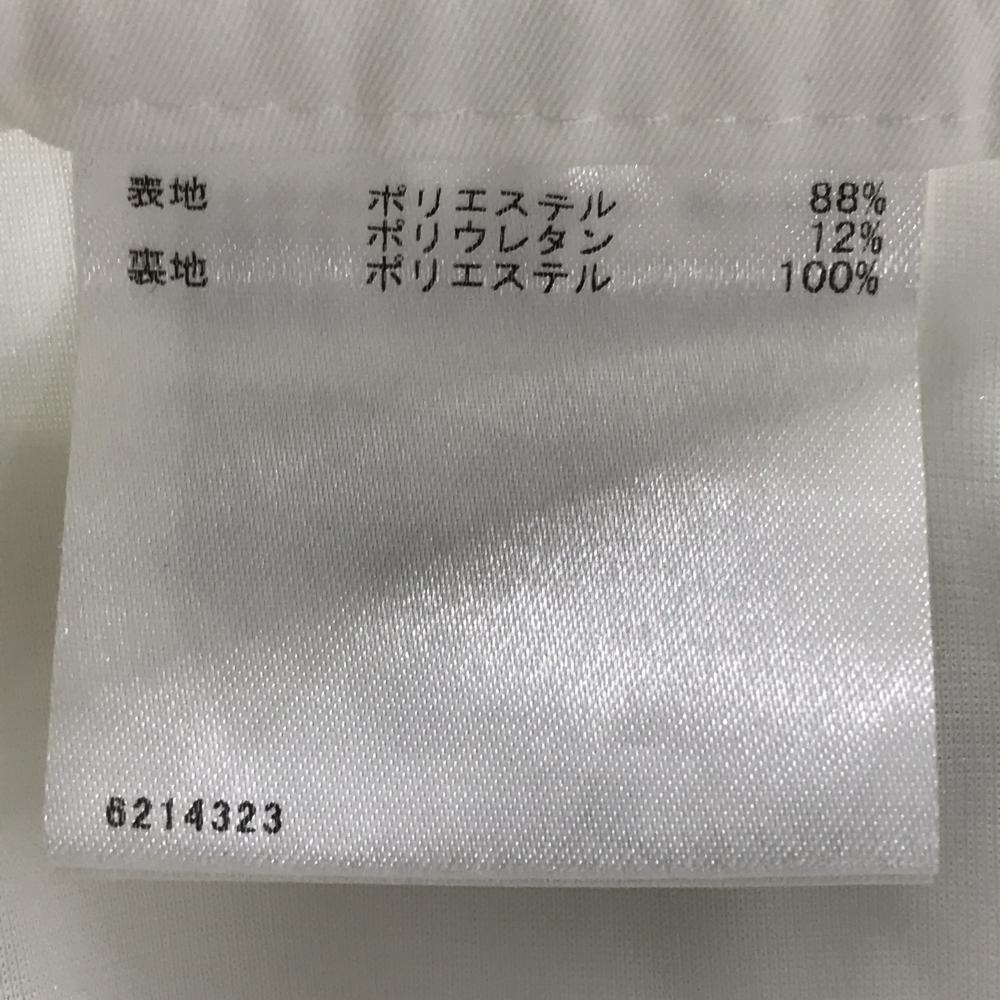 表地 ポリエステル 88%
ポリウレタン 12%
裏地 ポリエステル 100%
6214323